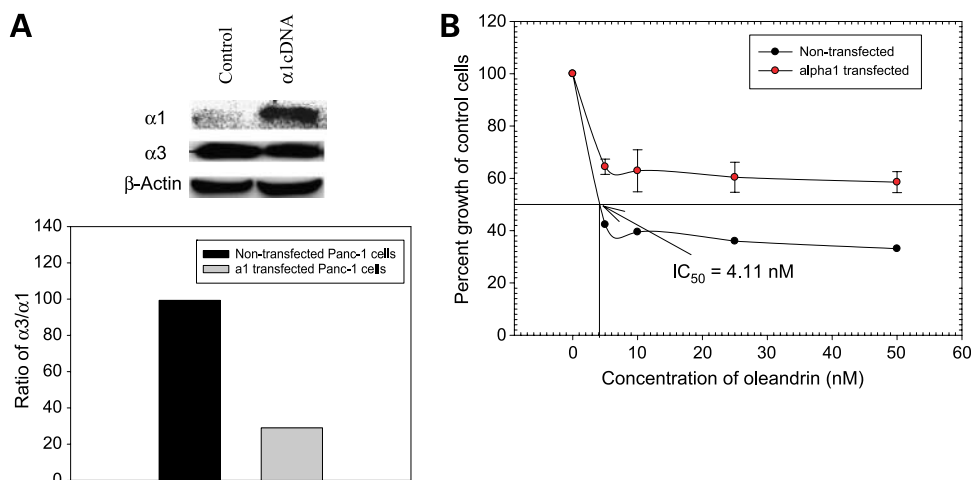 A
Control
α1cDNA
α1
α3
β-Actin
140
120
100
80
60
40
20
0
Ratio of α3/α1
Non-transfected Panc-1 cells
a1 transfected Panc-1 cells
B
120
100
80
60
40
20
0
Percent growth of control cells
Non-transfected
alpha1 transfected
IC50 = 4.11 nM
0 10 20 30 40 50 60
Concentration of oleandrin (nM)